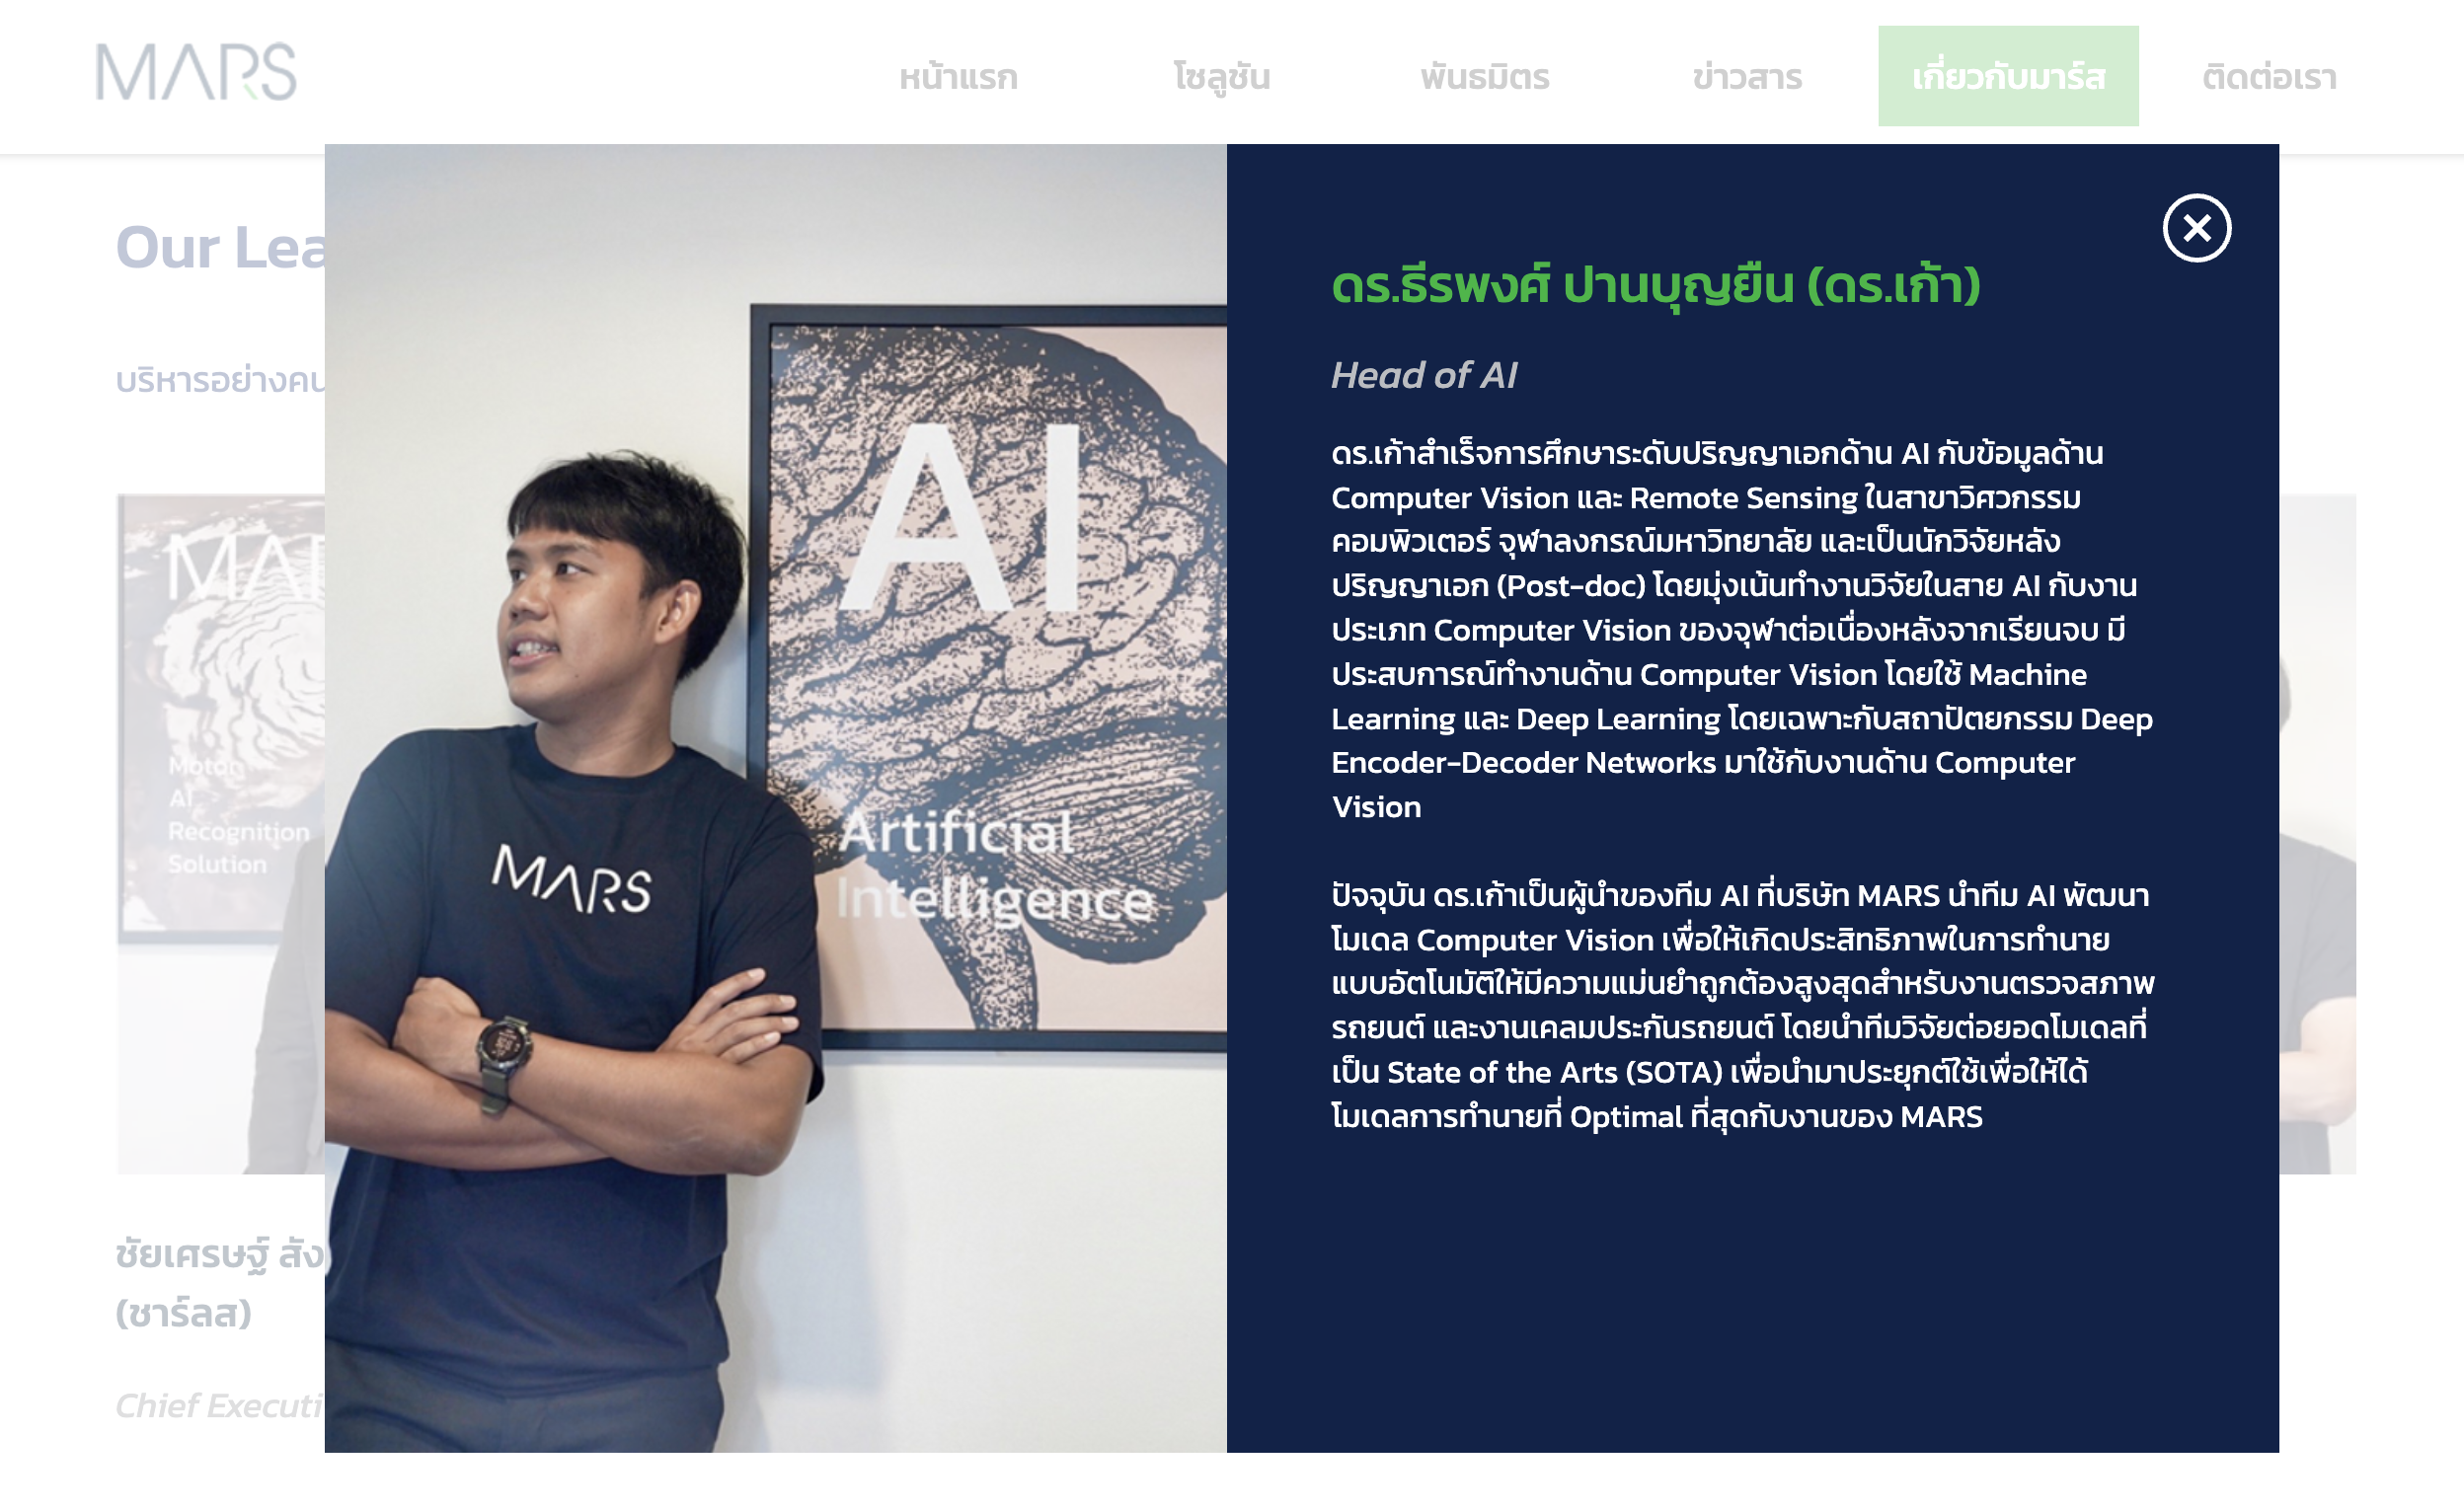 MARS
หน้าแรก
โซลูชัน
พันธมิตร
ข่าวสาร
เกี่ยวกับมาร์ส
ติดต่อเรา
Our Lea
บริหารอย่างคน
MAR
Motor
AI
Recognition
Solution
ชัยเศรษฐ์ สัง
(ชาร์ลส)
Chief Executi
AI
Artificial
Intelligence
MARS
ดร.ธีรพงศ์ ปานบุญยืน (ดร.เก้า)
Head of AI
ดร.เก้าสำเร็จการศึกษาระดับปริญญาเอกด้าน AI กับข้อมูลด้าน
Computer Vision และ Remote Sensing ในสาขาวิศวกรรม
คอมพิวเตอร์ จุฬาลงกรณ์มหาวิทยาลัย และเป็นนักวิจัยหลัง
ปริญญาเอก (Post-doc) โดยมุ่งเน้นทำงานวิจัยในสาย AI กับงาน
ประเภท Computer Vision ของจุฬาต่อเนื่องหลังจากเรียนจบ มี
ประสบการณ์ทำงานด้าน Computer Vision โดยใช้ Machine
Learning และ Deep Learning โดยเฉพาะกับสถาปัตยกรรม Deep
Encoder-Decoder Networks มาใช้กับงานด้าน Computer
Vision
ปัจจุบัน ดร.เก้าเป็นผู้นำของทีม AI ที่บริษัท MARS นำทีม AI พัฒนา
โมเดล Computer Vision เพื่อให้เกิดประสิทธิภาพในการทำนาย
แบบอัตโนมัติให้มีความแม่นยำถูกต้องสูงสุดสำหรับงานตรวจสภาพ
รถยนต์ และงานเคลมประกันรถยนต์ โดยนำทีมวิจัยต่อยอดโมเดลที่
เป็น State of the Arts (SOTA) เพื่อนำมาประยุกต์ใช้เพื่อให้ได้
โมเดลการทำนายที่ Optimal ที่สุดกับงานของ MARS